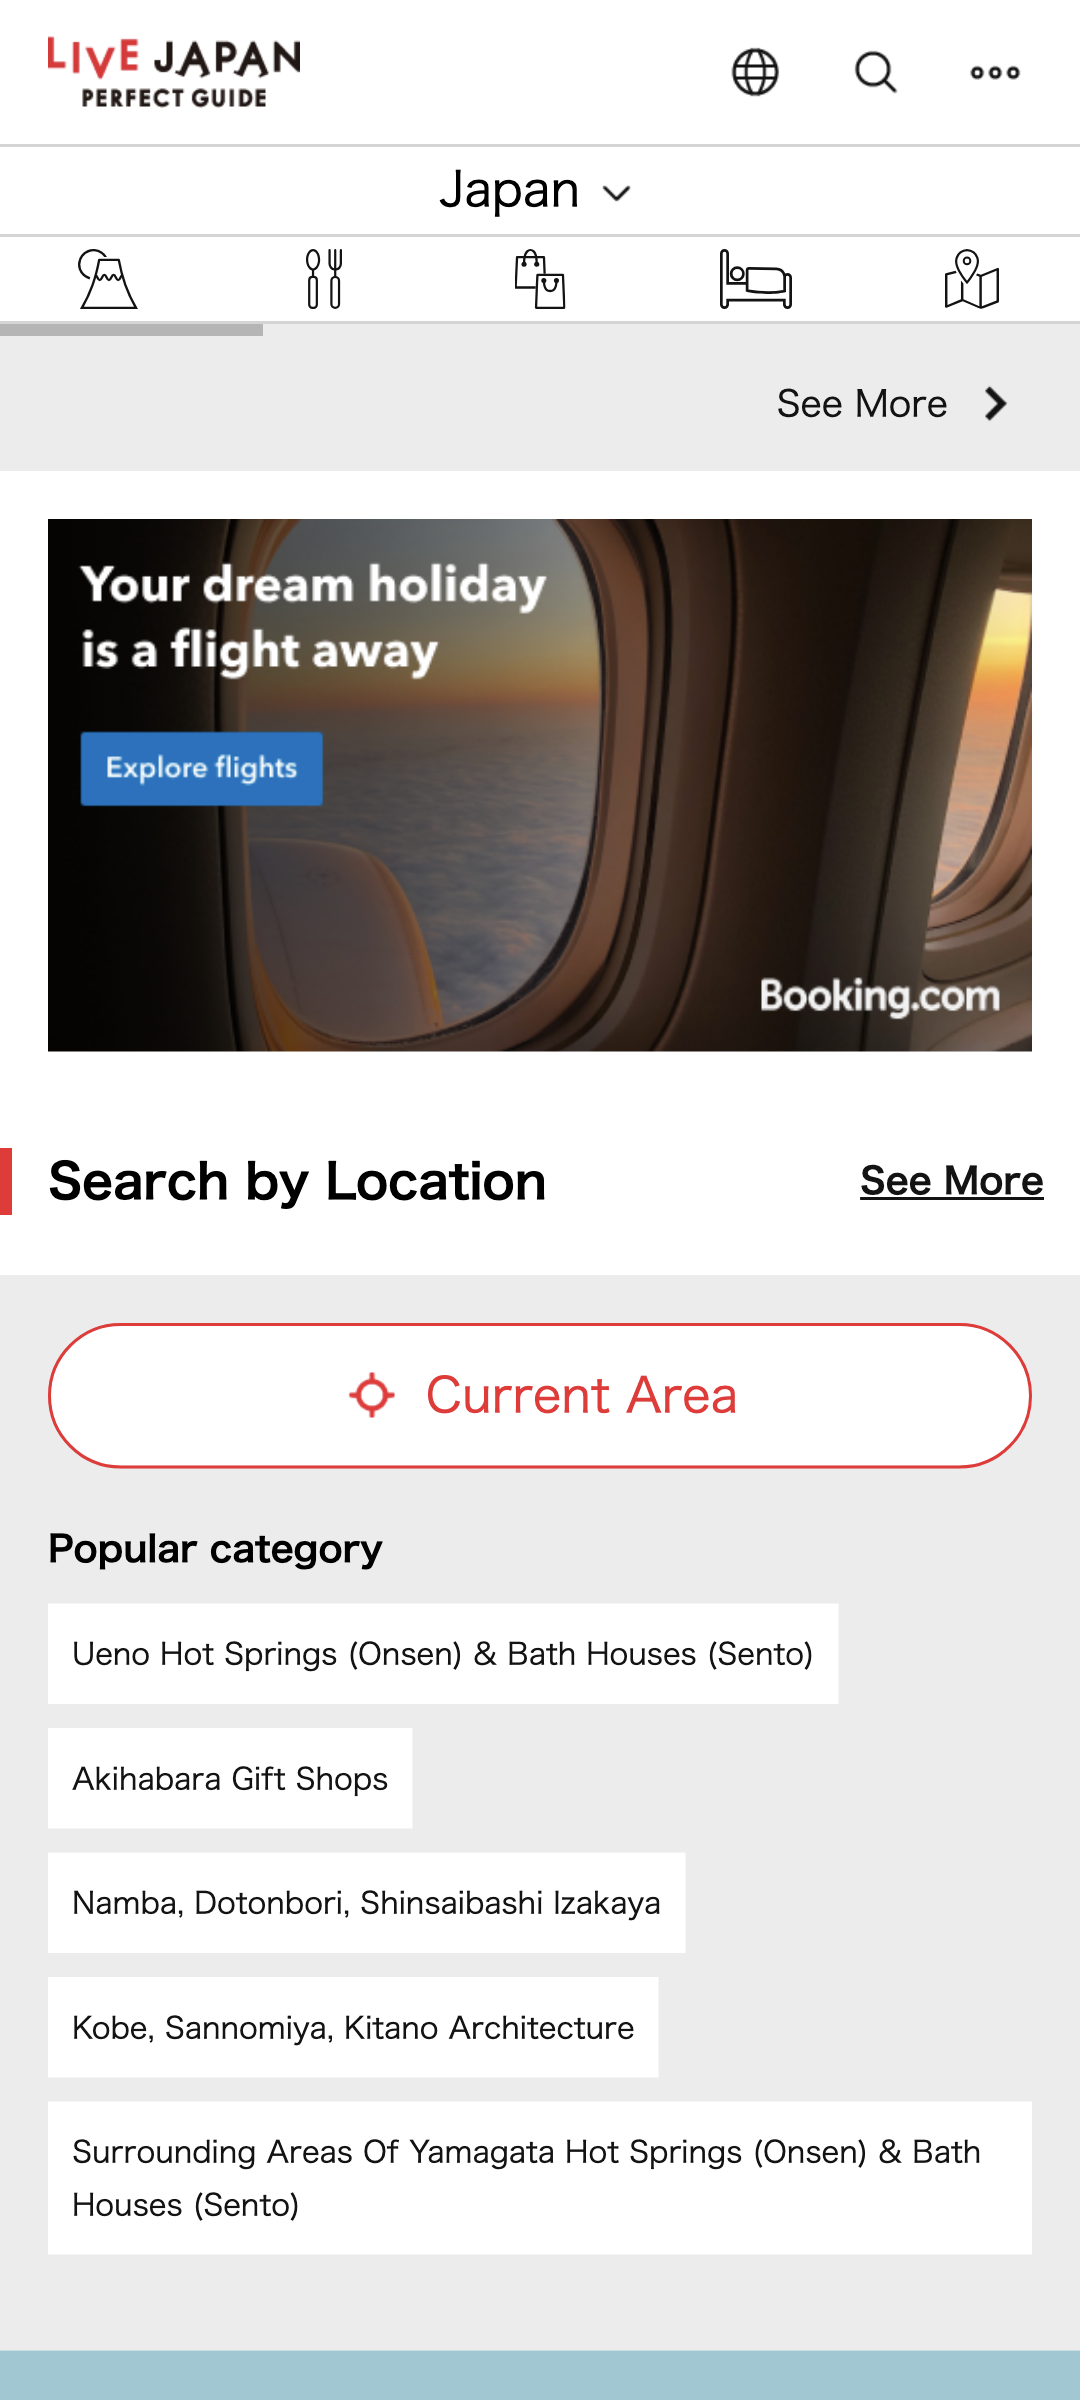 LIVE JAPAN
PERFECT GUIDE
Japan
See More
Your dream holiday
is a flight away
Explore flights
Booking.com
Search by Location
See More
Current Area
Popular category
Ueno Hot Springs (Onsen) & Bath Houses (Sento)
Akihabara Gift Shops
Namba, Dotonbori, Shinsaibashi Izakaya
Kobe, Sannomiya, Kitano Architecture
Surrounding Areas Of Yamagata Hot Springs (Onsen) & Bath
Houses (Sento)